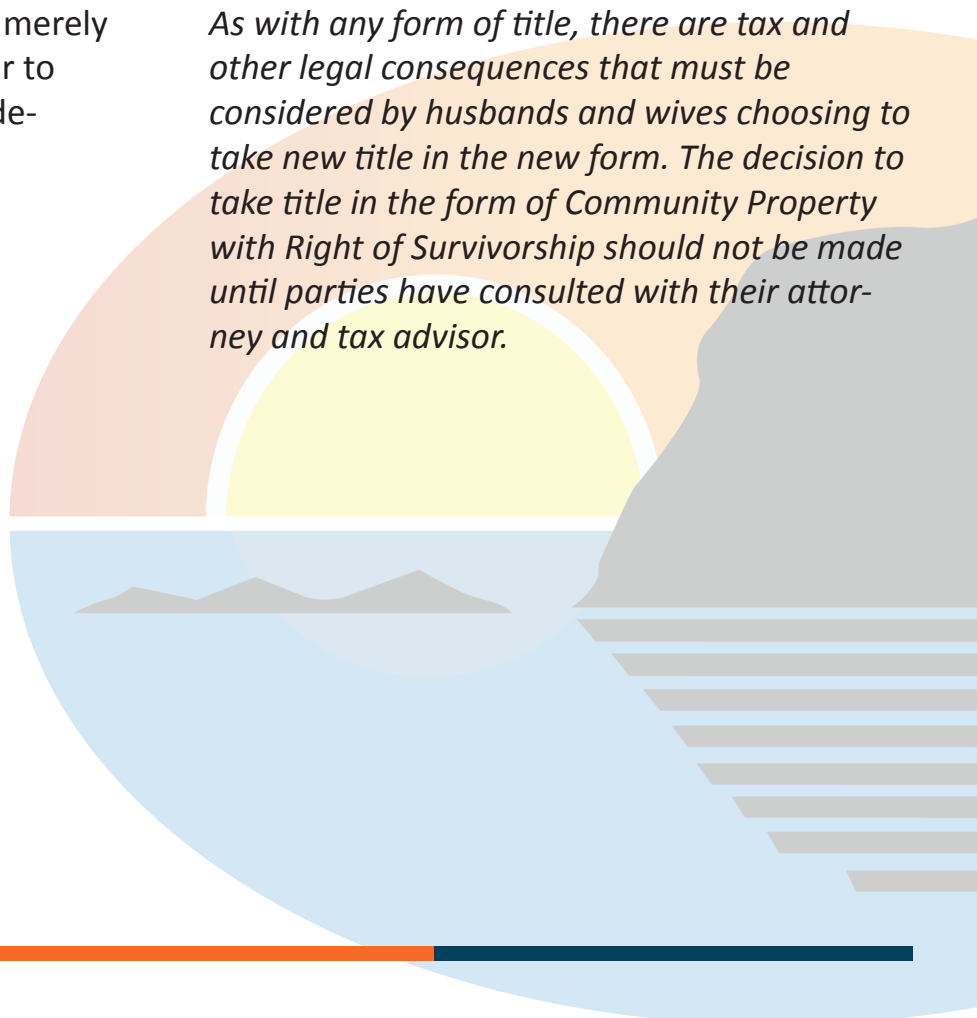 merely
r to
de-
As with any form of title, there are tax and
other legal consequences that must be
considered by husbands and wives choosing to
take new title in the new form. The decision to
take title in the form of Community Property
with Right of Survivorship should not be made
until parties have consulted with their attor-
ney and tax advisor.